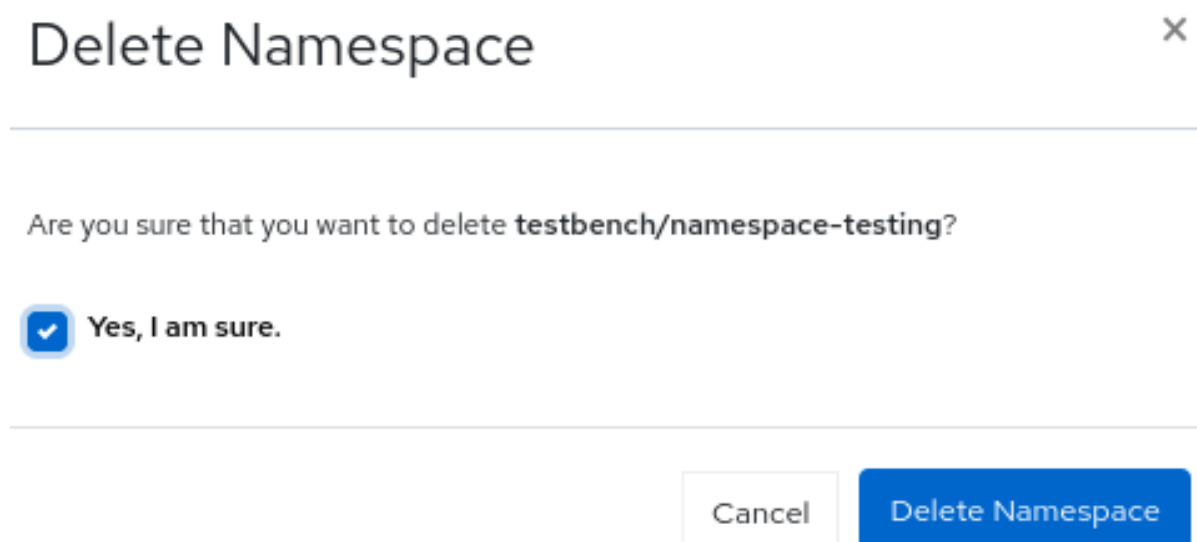 Delete Namespace
Are you sure that you want to delete testbench/namespace-testing?
Yes, I am sure.
Cancel
Delete Namespace